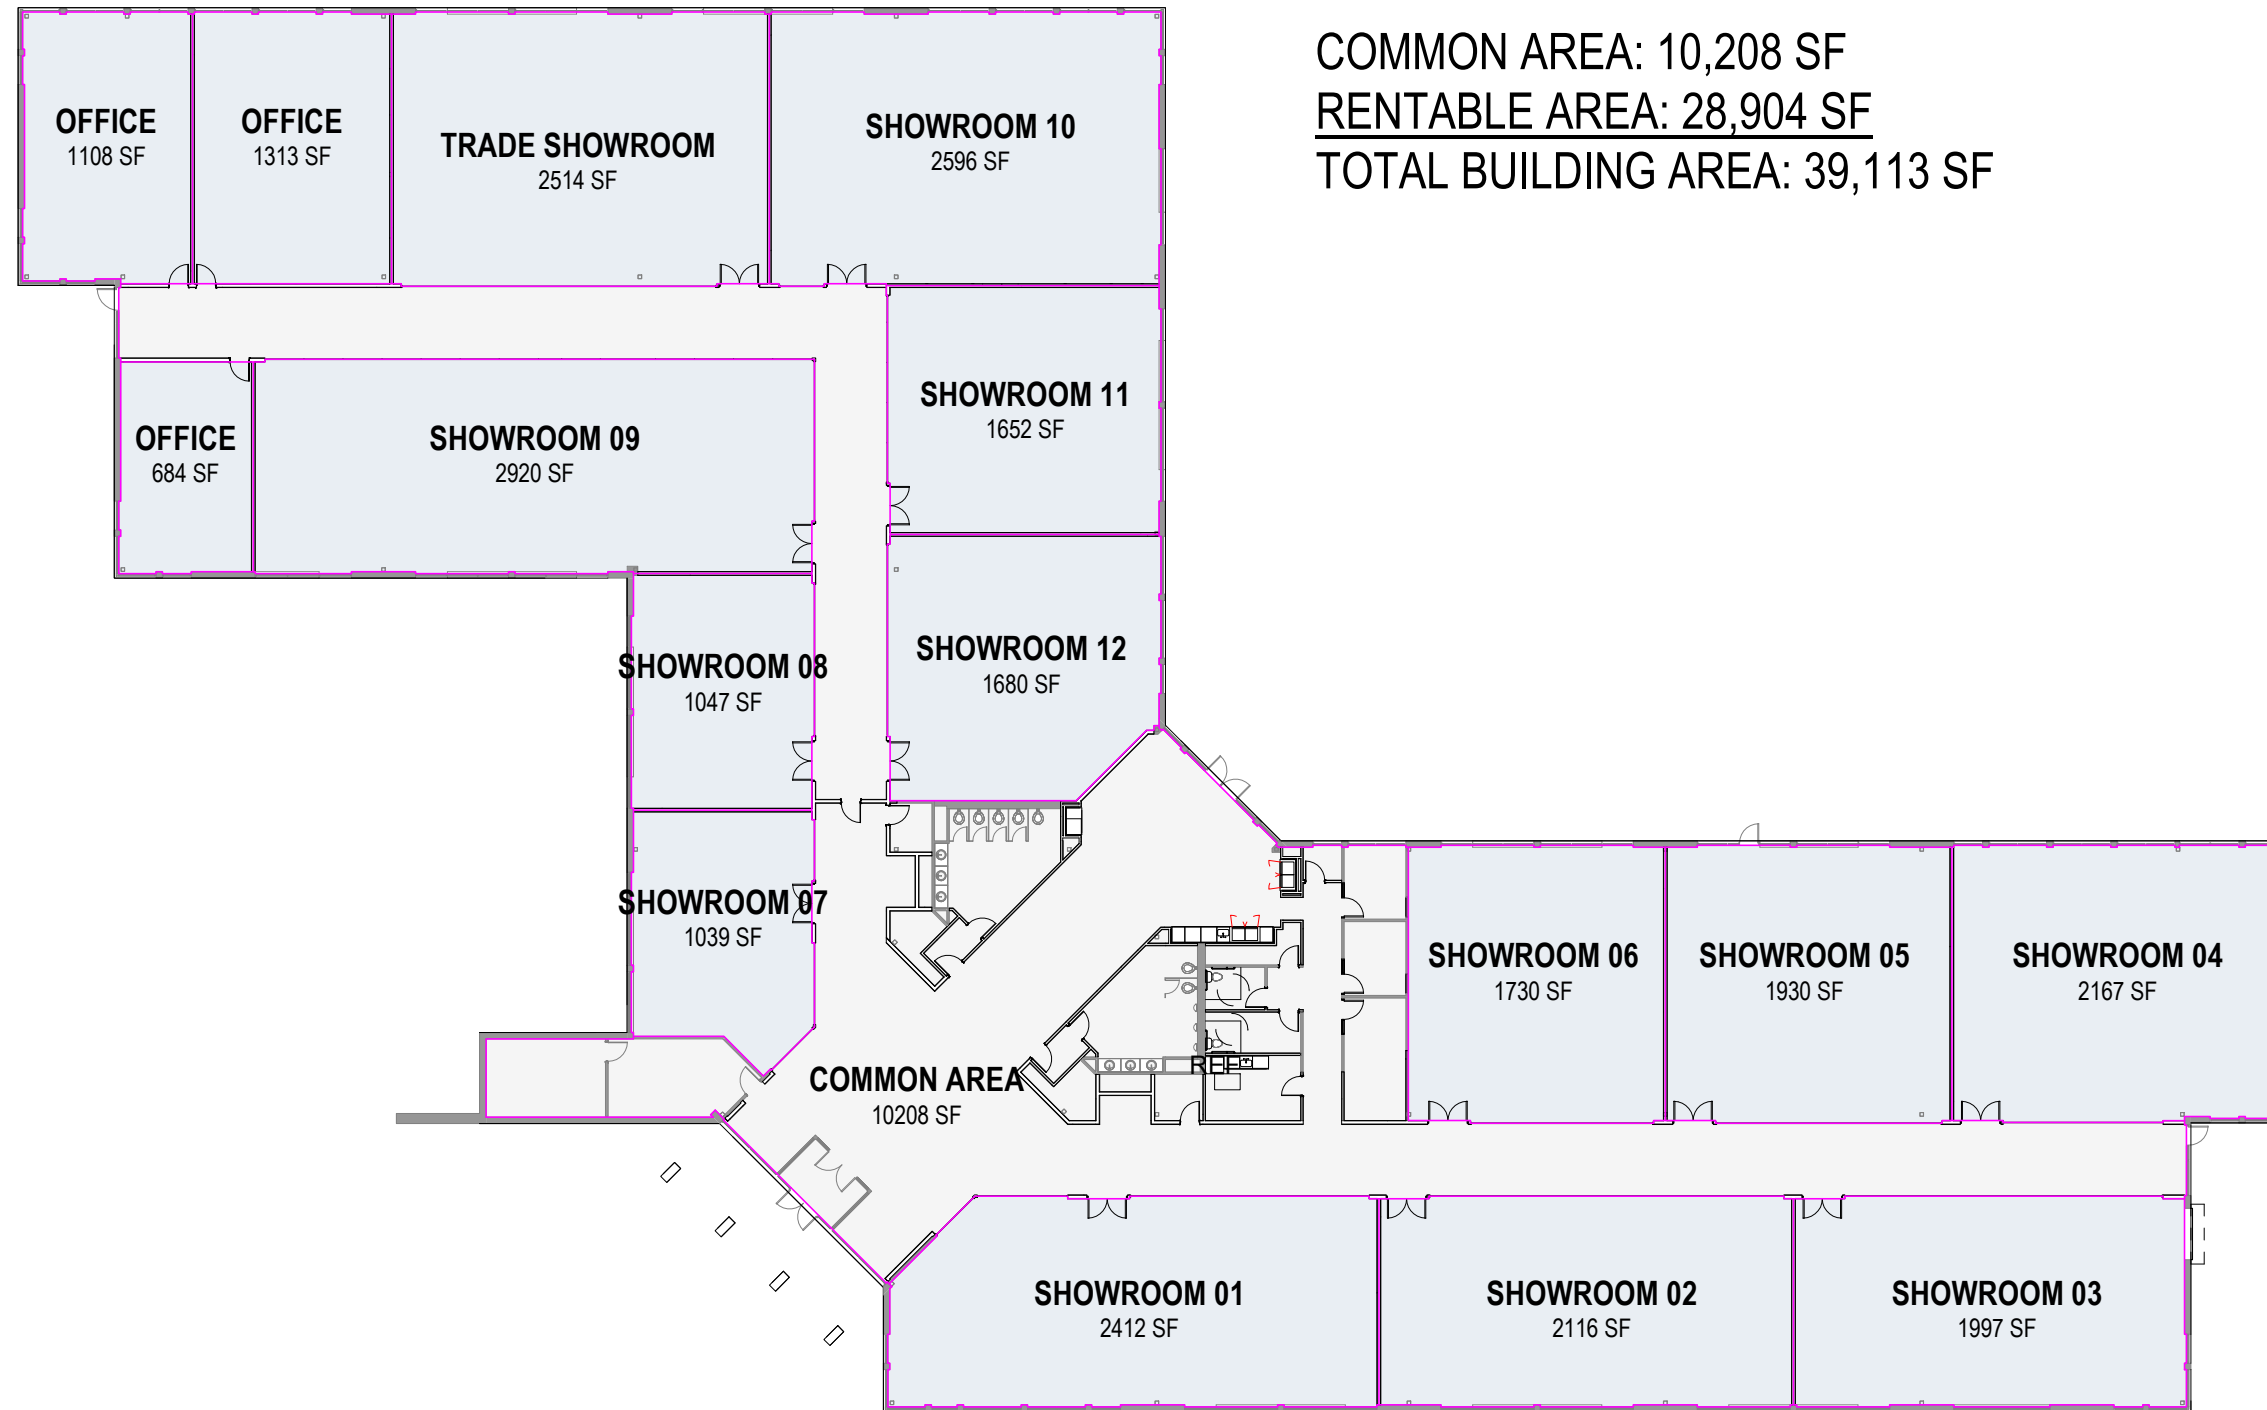 COMMON AREA: 10,208 SF
RENTABLE AREA: 28,904 SF
TOTAL BUILDING AREA: 39,113 SF
OFFICE
1108 SF
OFFICE
1313 SF
TRADE SHOWROOM
2514 SF
SHOWROOM 10
2596 SF
SHOWROOM 11
1652 SF
OFFICE
684 SF
SHOWROOM 09
2920 SF
SHOWROOM 08
1047 SF
SHOWROOM 12
1680 SF
SHOWROOM 07
1039 SF
SHOWROOM 06
1730 SF
SHOWROOM 05
1930 SF
SHOWROOM 04
2167 SF
REF
COMMON AREA
10208 SF
SHOWROOM 01
2412 SF
SHOWROOM 02
2116 SF
SHOWROOM 03
1997 SF